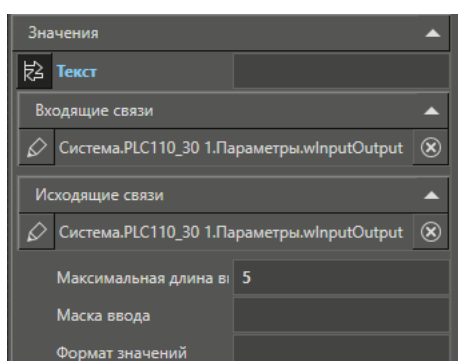 Значения
Текст
Входящие связи
Система.PLC110_30 1.Параметры.wInputOutput
Исходящие связи
Система.PLC110_30 1.Параметры.wInputOutput
Максимальная длина 5
Маска ввода
Формат значений